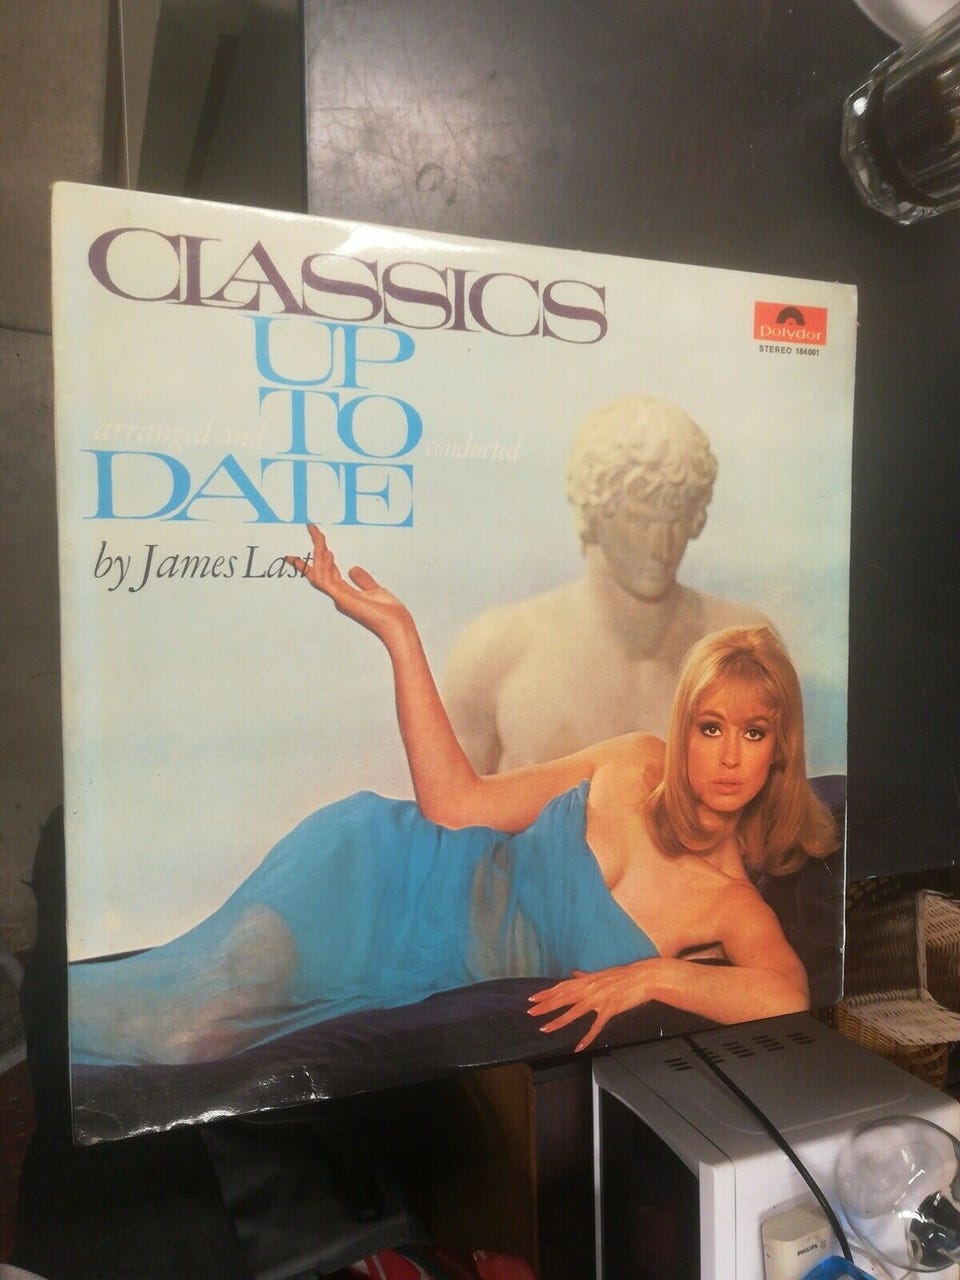 CLASSICS
UP
TO
DATE
arranged and
conducted
by James Last
Polydor
STEREO 184061
PHILIPS